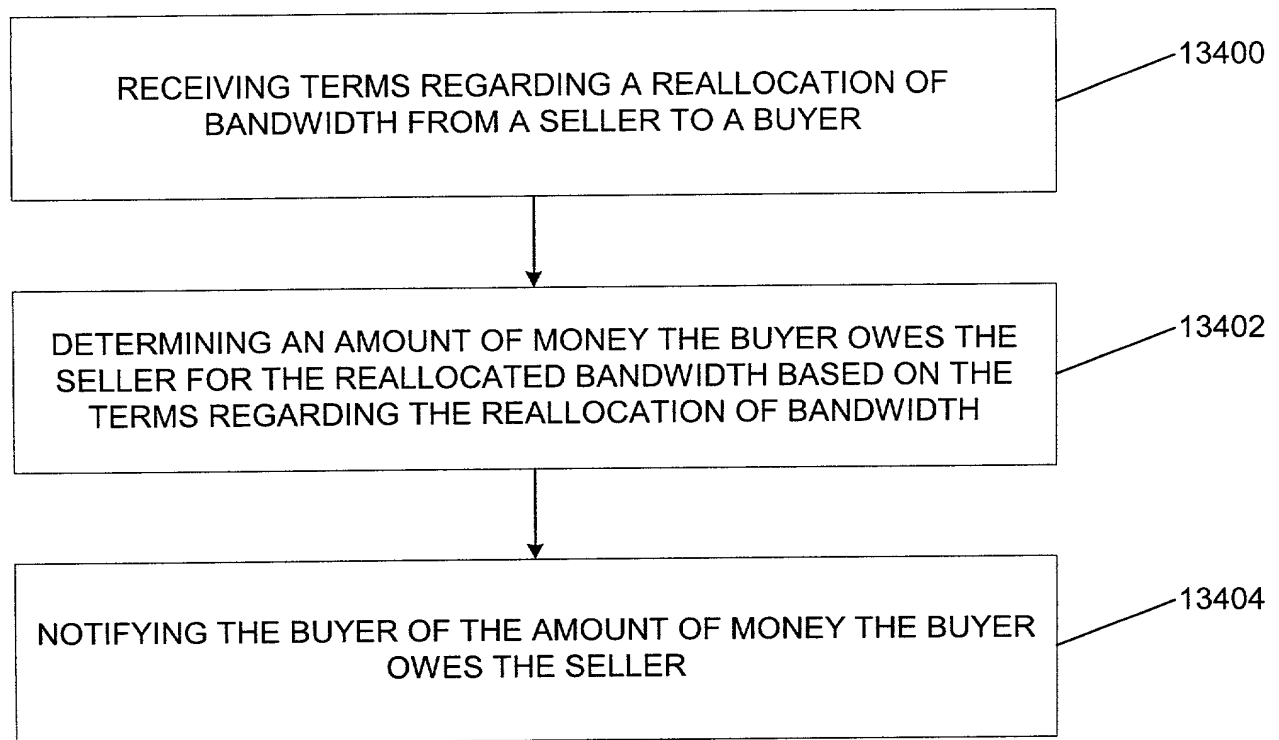 RECEIVING TERMS REGARDING A REALLOCATION OF
BANDWIDTH FROM A SELLER TO A BUYER
13400
DETERMINING AN AMOUNT OF MONEY THE BUYER OWES THE
SELLER FOR THE REALLOCATED BANDWIDTH BASED ON THE
TERMS REGARDING THE REALLOCATION OF BANDWIDTH
13402
NOTIFYING THE BUYER OF THE AMOUNT OF MONEY THE BUYER
OWES THE SELLER
13404